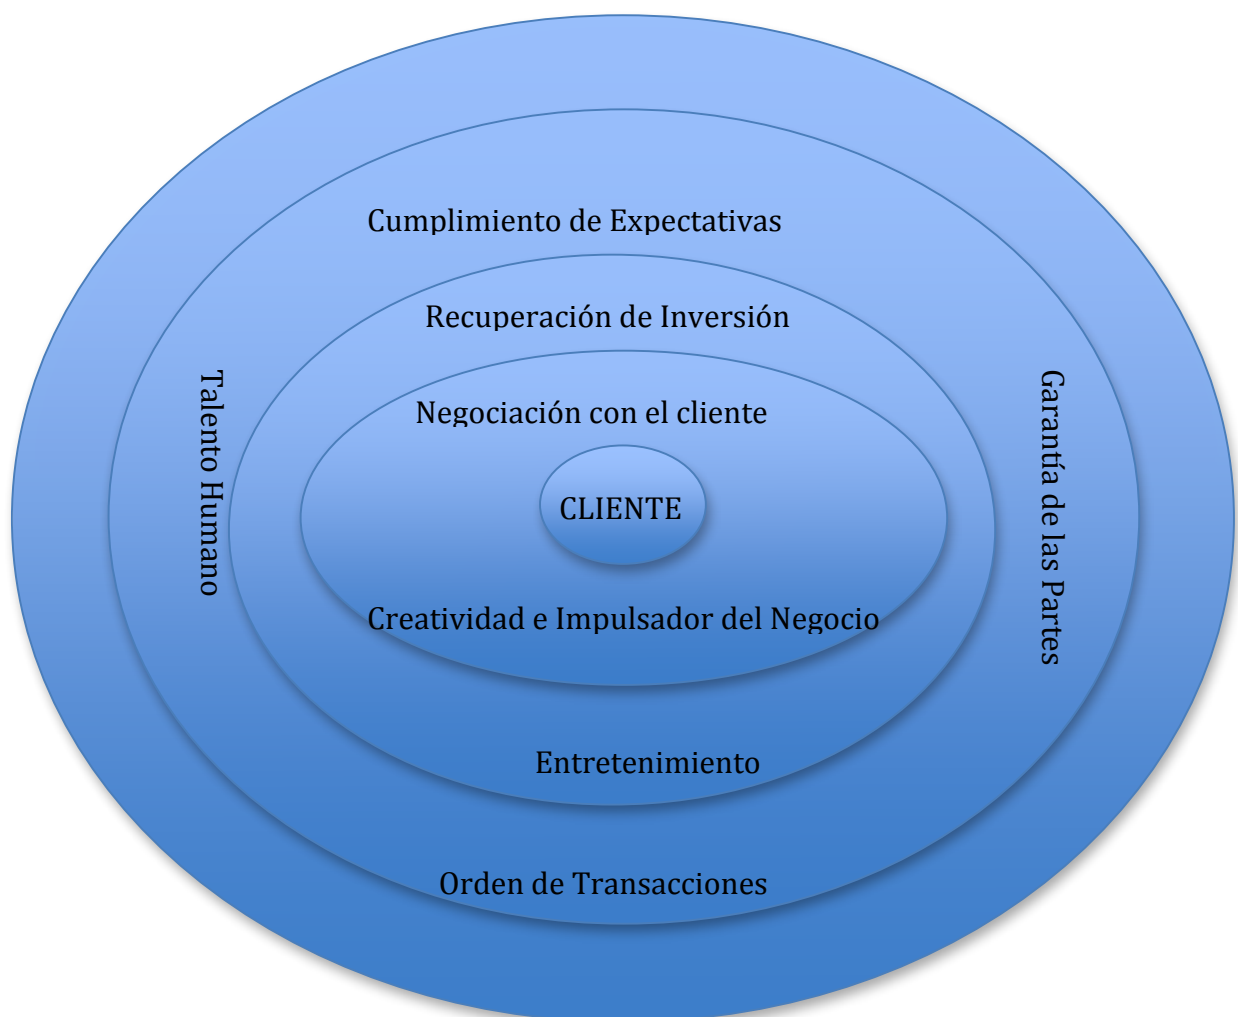 Cumplimiento de Expectativas
Recuperación de Inversión
Talento Humano
Garantía de las Partes
Negociación con el cliente
CLIENTE
Creatividad e Impulsador del Negocio
Entretenimiento
Orden de Transacciones